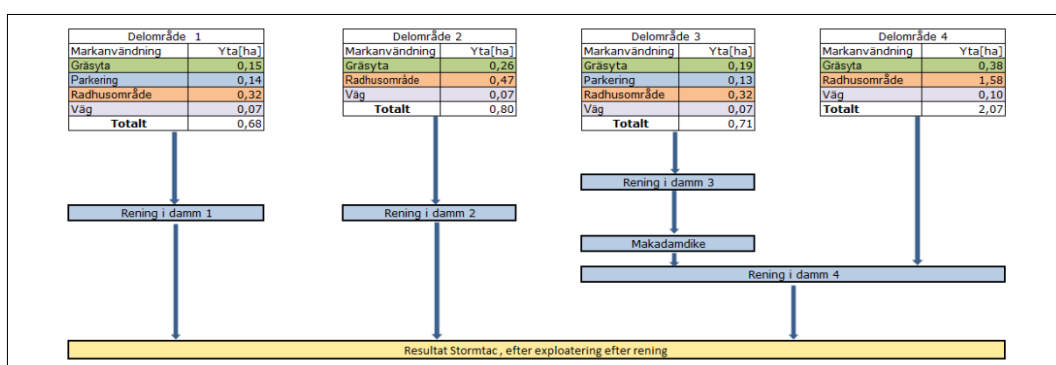 Delområde 1
Markanvändning Yta[ha]
Gräsyta 0,15
Parkering 0,14
Radhusområde 0,32
Väg 0,07
Totalt 0,68
Delområde 2
Markanvändning Yta[ha]
Gräsyta 0,26
Radhusområde 0,47
Väg 0,07
Totalt 0,80
Delområde 3
Markanvändning Yta[ha]
Gräsyta 0,19
Parkering 0,13
Radhusområde 0,32
Väg 0,07
Totalt 0,71
Delområde 4
Markanvändning Yta[ha]
Gräsyta 0,38
Radhusområde 1,58
Väg 0,10
Totalt 2,07
Rening i damm 1
Rening i damm 2
Rening i damm 3
Makadamdike
Rening i damm 4
Resultat Stormtac , efter exploatering efter rening